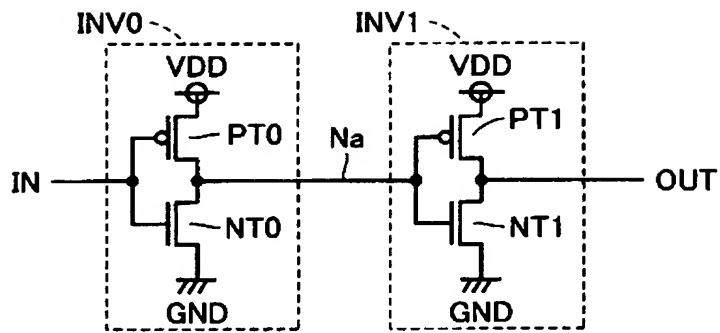 INV0
INV1
VDD
VDD
PT0
Na
PT1
IN
OUT
NT0
NT1
GND
GND